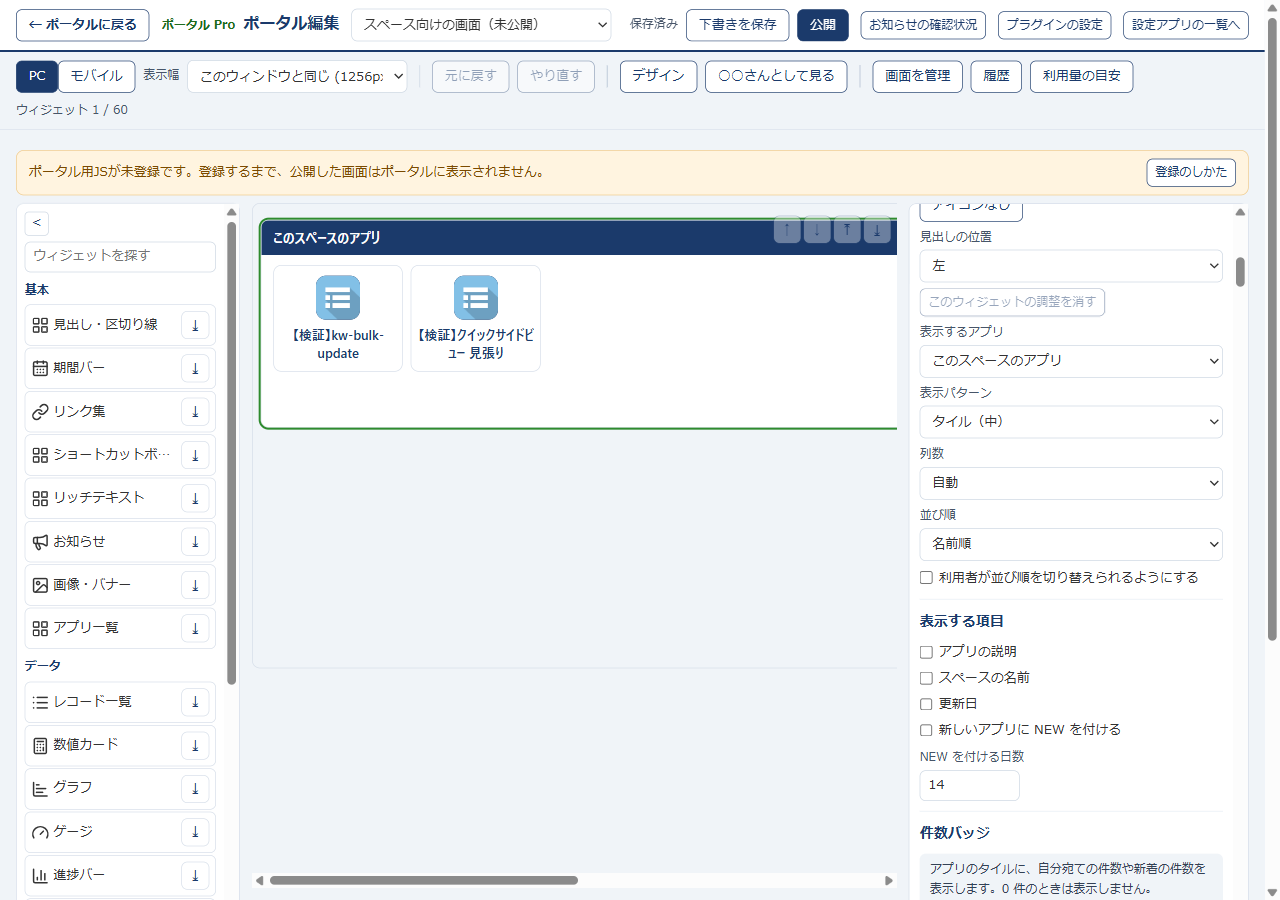 ← ポータルに戻る
ポータル Pro ポータル編集
スペース向けの画面（未公開）
保存済み
下書きを保存
公開
お知らせの確認状況
プラグインの設定
設定アプリの一覧へ
PC
モバイル
表示幅
このウィンドウと同じ (1256p
元に戻す
やり直す
デザイン
〇〇さんとして見る
画面を管理
履歴
利用量の目安
ウィジェット 1 / 60
ポータル用JSが未登録です。登録するまで、公開した画面はポータルに表示されません。
登録のしかた
<
ウィジェットを探す
基本
見出し・区切り線
↓
期間バー
↓
リンク集
↓
ショートカットボ…
↓
リッチテキスト
↓
お知らせ
↓
画像・バナー
↓
アプリ一覧
↓
データ
レコード一覧
↓
数値カード
↓
グラフ
↓
ゲージ
↓
進捗バー
↓
このスペースのアプリ
↑ ↓ ⤒ ⤓
【検証】kw-bulk-
update
【検証】クイックサイドビ
ュー 見張り
アイコンなし
見出しの位置
左
このウィジェットの調整を消す
表示するアプリ
このスペースのアプリ
表示パターン
タイル（中）
列数
自動
並び順
名前順
利用者が並び順を切り替えられるようにする
表示する項目
アプリの説明
スペースの名前
更新日
新しいアプリに NEW を付ける
NEW を付ける日数
14
件数バッジ
アプリのタイルに、自分宛ての件数や新着の件数を
表示します。0 件のときは表示しません。